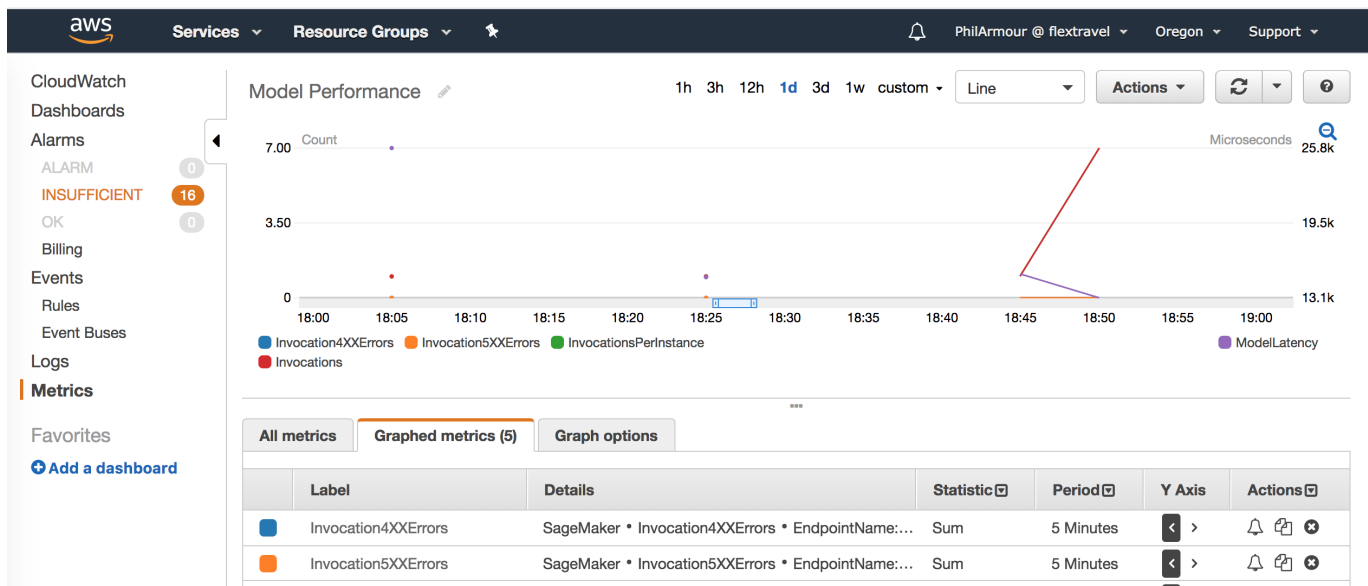 aws Services Resource Groups PhilArmour @ flextravel Oregon Support
CloudWatch
Dashboards
Alarms
ALARM 0
INSUFFICIENT 16
OK 0
Billing
Events
Rules
Event Buses
Logs
Metrics
Favorites
Add a dashboard
Model Performance 1h 3h 12h 1d 3d 1w custom Line Actions ?
Count Microseconds
7.00 25.8k
3.50 19.5k
0 13.1k
18:00 18:05 18:10 18:15 18:20 18:25 18:30 18:35 18:40 18:45 18:50 18:55 19:00
Invocation4XXErrors Invocation5XXErrors InvocationsPerInstance ModelLatency
Invocations
All metrics Graphed metrics (5) Graph options
Label Details Statistic Period Y Axis Actions
Invocation4XXErrors SageMaker • Invocation4XXErrors • EndpointName:... Sum 5 Minutes < >
Invocation5XXErrors SageMaker • Invocation5XXErrors • EndpointName:... Sum 5 Minutes < >